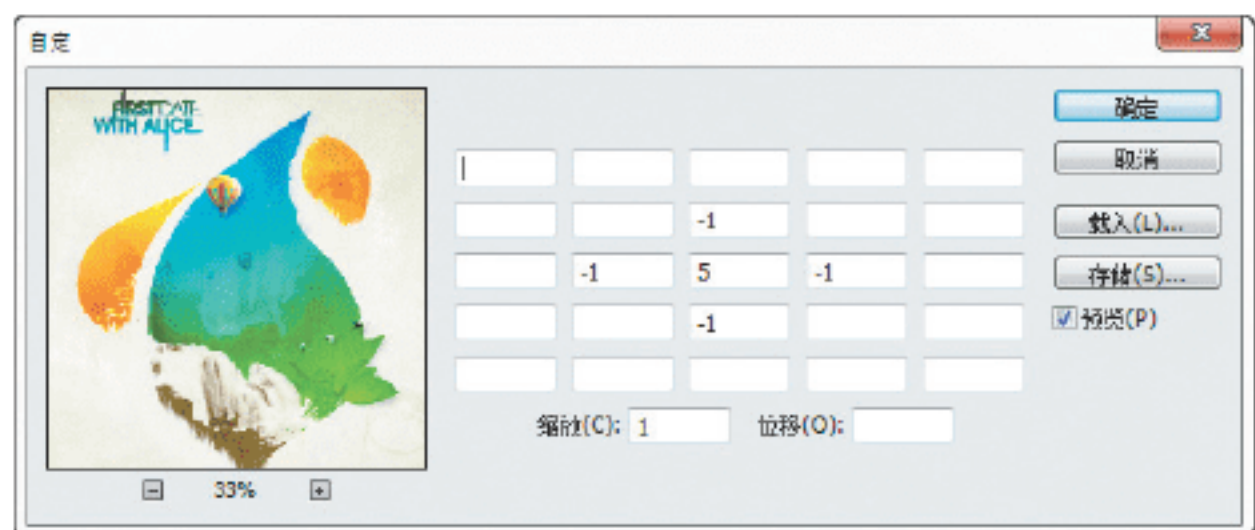 自定
FIRST DATE
WITH ALICE
确定
取消
-1
载入(L)...
-1 5 -1
存储(S)...
-1
预览(P)
缩放(C): 1 位移(O):
33%